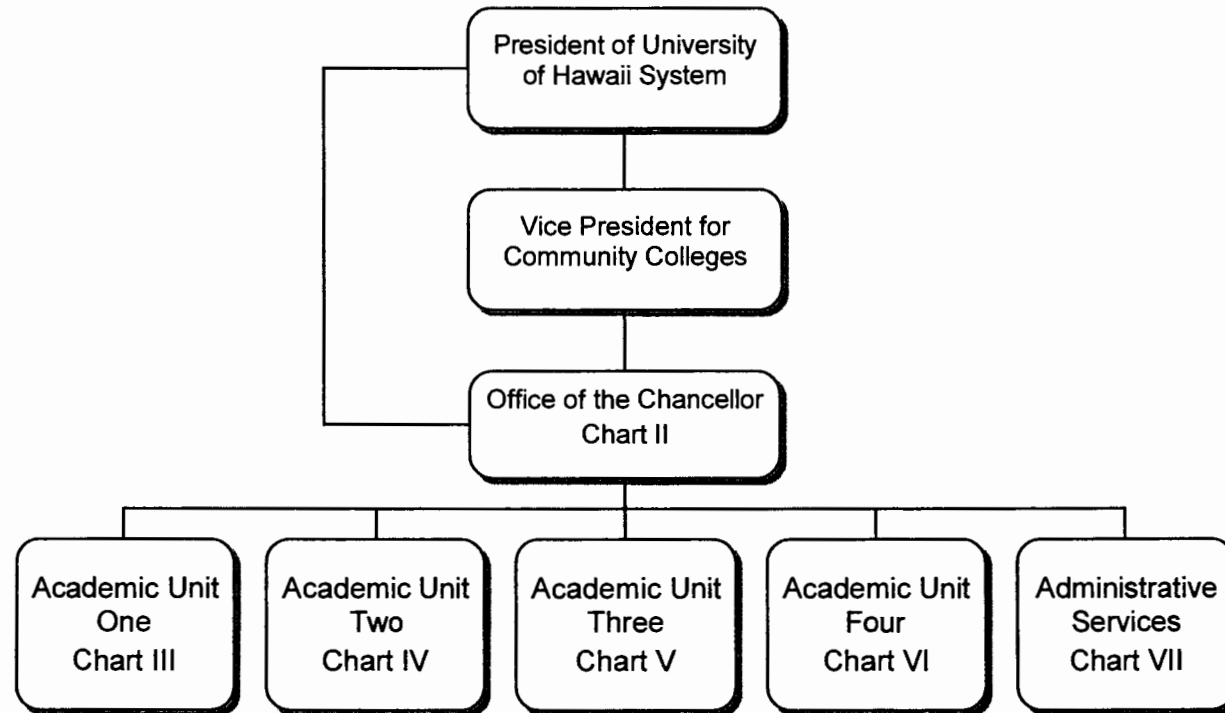 President of University
of Hawaii System
Vice President for
Community Colleges
Office of the Chancellor
Chart II
Academic Unit
One
Chart III
Academic Unit
Two
Chart IV
Academic Unit
Three
Chart V
Academic Unit
Four
Chart VI
Administrative
Services
Chart VII